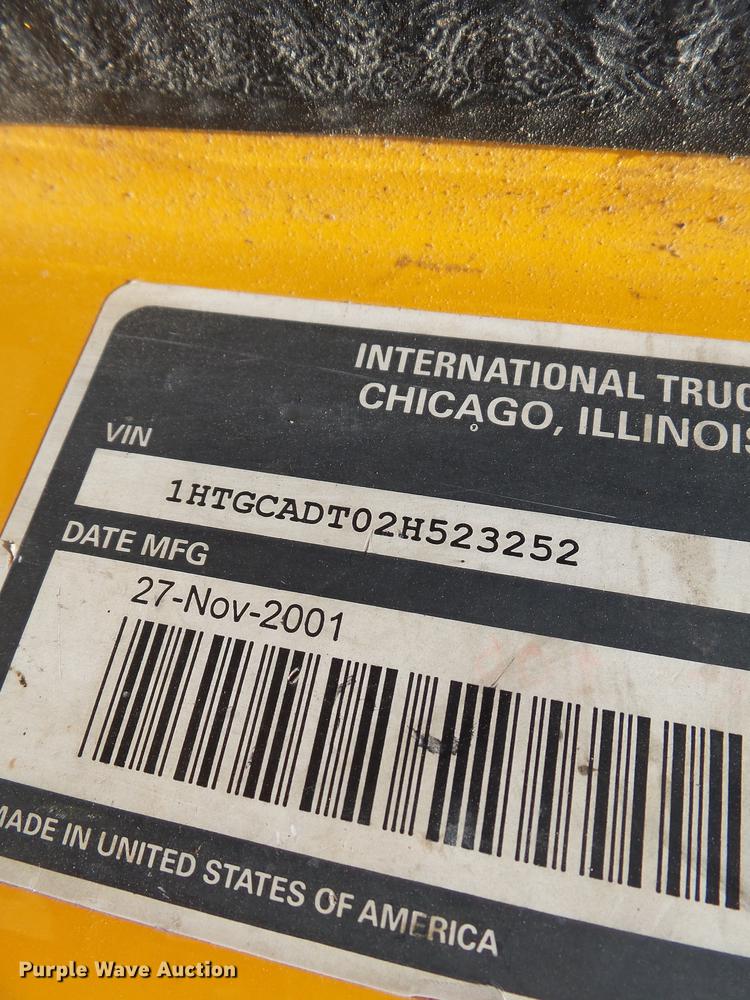 INTERNATIONAL TRUC
CHICAGO, ILLINOIS
VIN
1HTGCADT02H523252
DATE MFG
27-Nov-2001
MADE IN UNITED STATES OF AMERICA
Purple Wave Auction